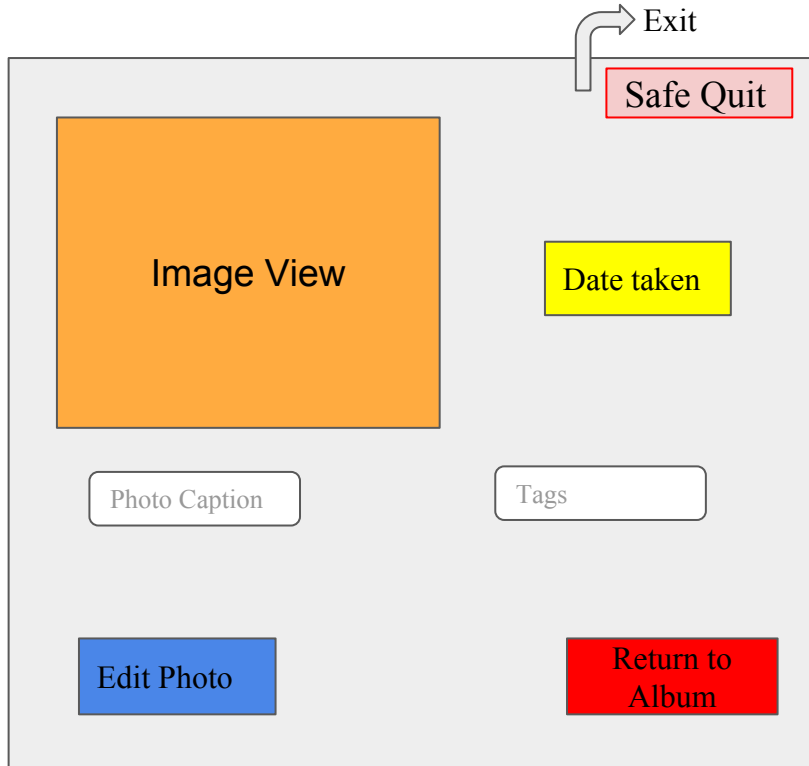 Exit
Safe Quit
Image View
Date taken
Photo Caption
Tags
Edit Photo
Return to
Album